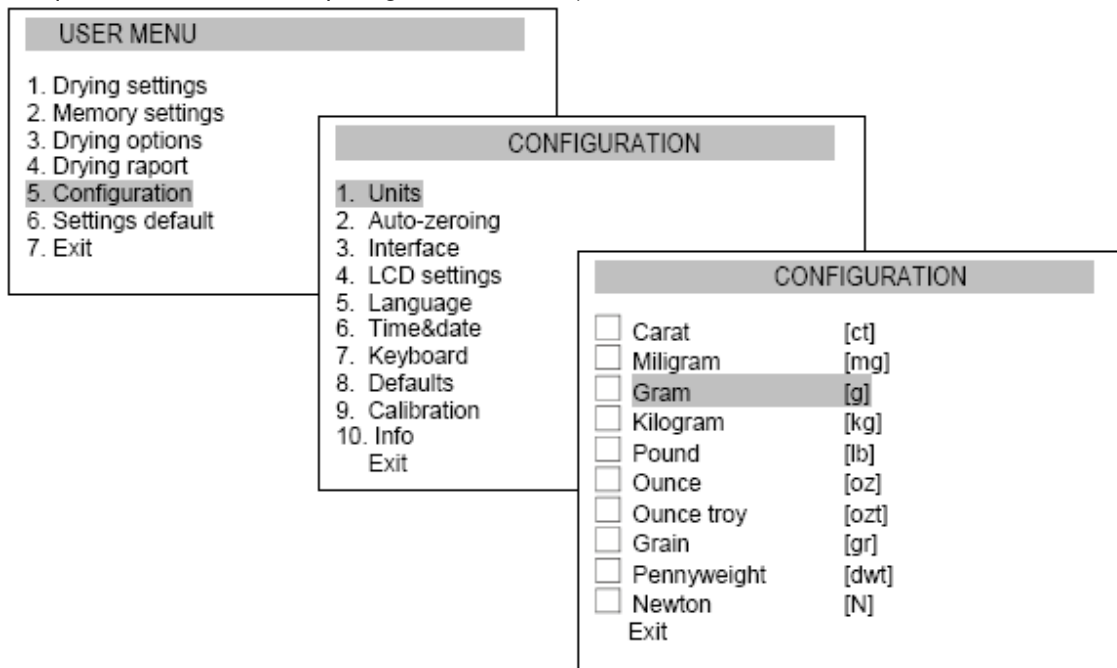 USER MENU
1. Drying settings
2. Memory settings
3. Drying options
4. Drying raport
5. Configuration
6. Settings default
7. Exit
CONFIGURATION
1. Units
2. Auto-zeroing
3. Interface
4. LCD settings
5. Language
6. Time&date
7. Keyboard
8. Defaults
9. Calibration
10. Info
Exit
CONFIGURATION
Carat [ct]
Miligram [mg]
Gram [g]
Kilogram [kg]
Pound [lb]
Ounce [oz]
Ounce troy [ozt]
Grain [gr]
Pennyweight [dwt]
Newton [N]
Exit